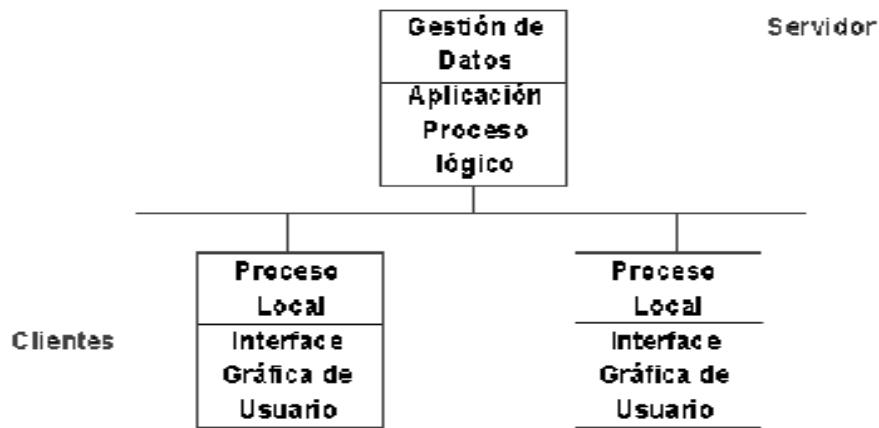 Gestión de
Datos
Servidor
Aplicación
Proceso
lógico
Proceso
Local
Interface
Gráfica de
Usuario
Proceso
Local
Interface
Gráfica de
Usuario
Clientes